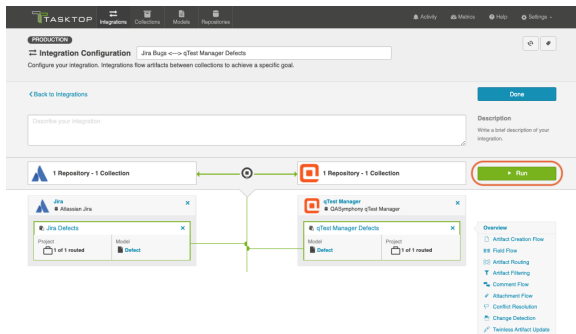 TASKTOP
Integrations
Collections
Models
Repositories
Activity
Metrics
Help
Settings
PRODUCTION
Integration Configuration
Jira Bugs <---> qTest Manager Defects
Configure your integration. Integrations flow artifacts between collections to achieve a specific goal.
Back to Integrations
Done
Describe your integration
Description
Write a brief description of your
integration.
1 Repository - 1 Collection
1 Repository - 1 Collection
Run
Jira
Atlassian Jira
qTest Manager
QASymphony qTest Manager
Jira Defects
Project
1 of 1 routed
Model
Defect
qTest Manager Defects
Model
Defect
Project
1 of 1 routed
Overview
Artifact Creation Flow
Field Flow
Artifact Routing
Artifact Filtering
Comment Flow
Attachment Flow
Conflict Resolution
Change Detection
Twinless Artifact Update